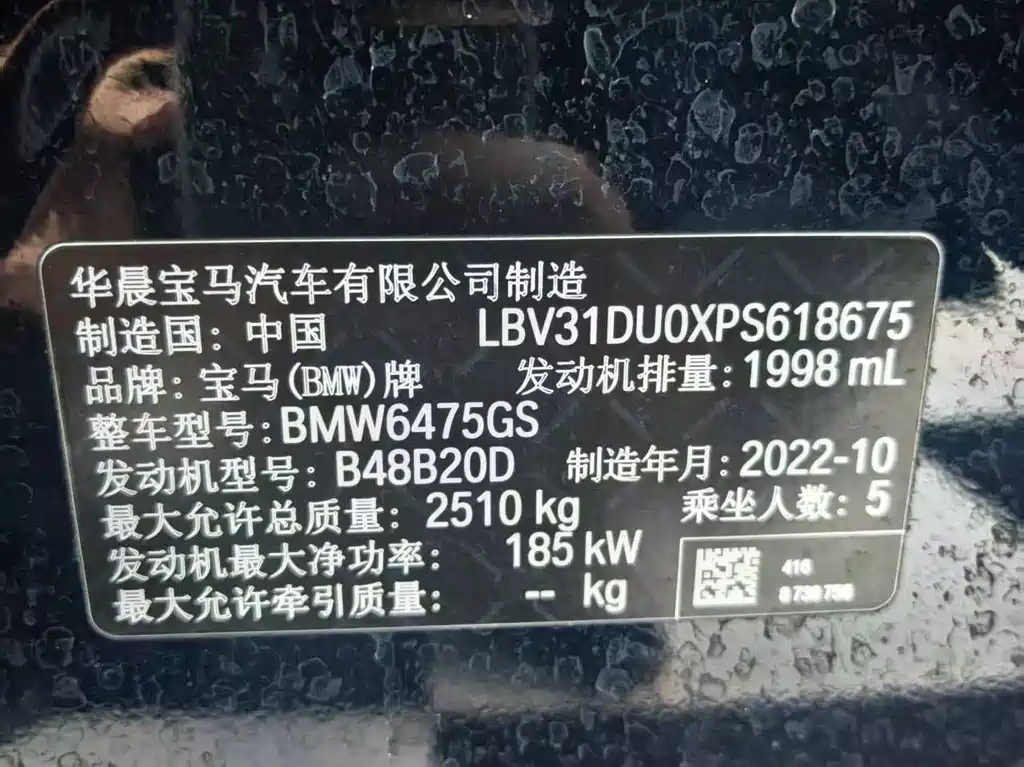 华晨宝马汽车有限公司制造
制造国：中国 LBV31DU0XPS618675
品牌：宝马(BMW)牌 发动机排量：1998 mL
整车型号：BMW6475GS
发动机型号：B48B20D 制造年月：2022-10
最大允许总质量：2510 kg 乘坐人数：5
发动机最大净功率：185 kW
最大允许牵引质量：-- kg
416